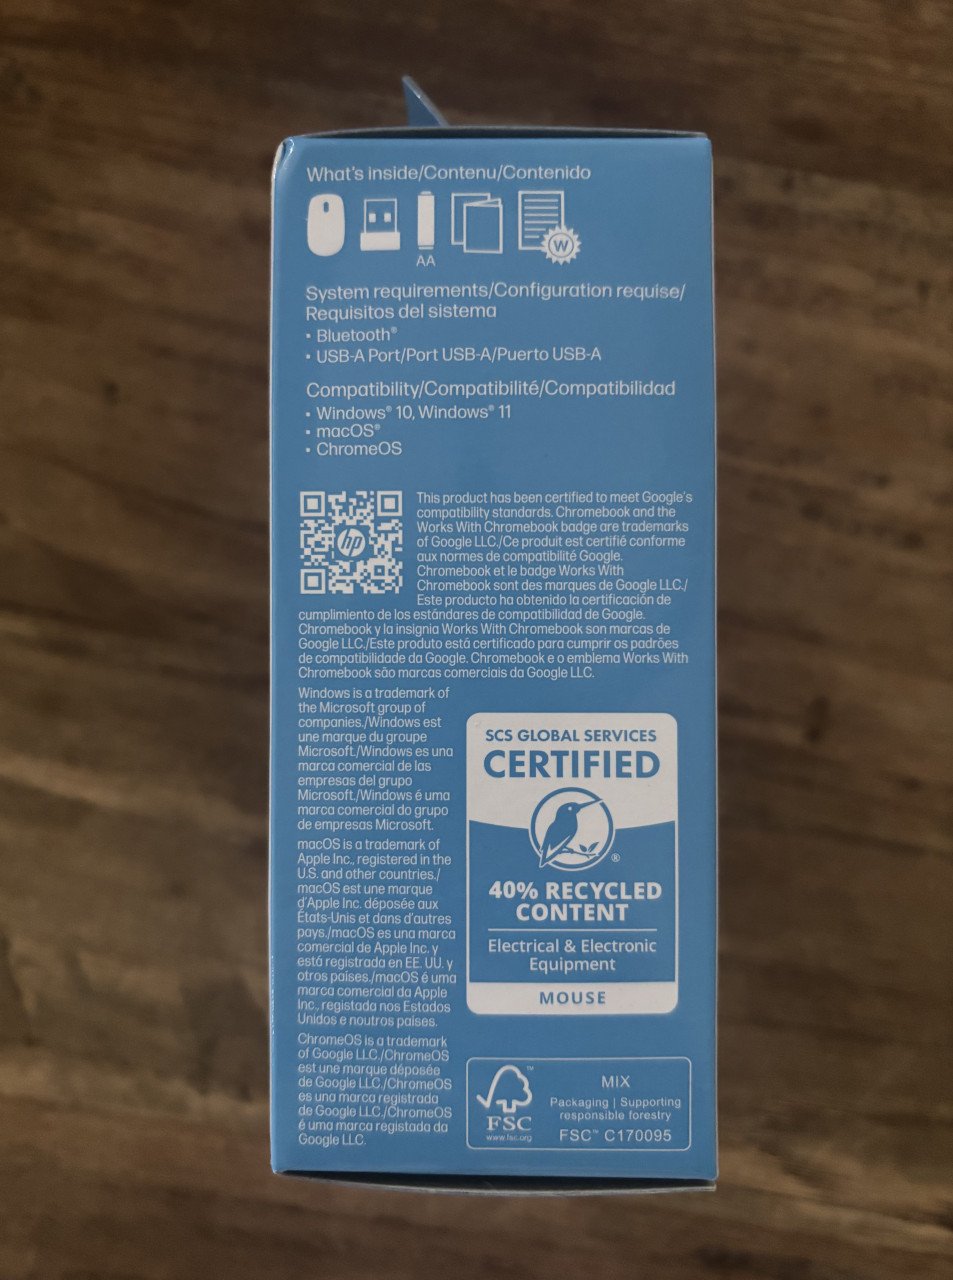 What's inside/Contenu/Contenido
AA
W
System requirements/Configuration requise/
Requisitos del sistema
• Bluetooth®
• USB-A Port/Port USB-A/Puerto USB-A
Compatibility/Compatibilité/Compatibilidad
• Windows® 10, Windows® 11
• macOS®
• ChromeOS
hp
This product has been certified to meet Google's
compatibility standards. Chromebook and the
Works With Chromebook badge are trademarks
of Google LLC./Ce produit est certifié conforme
aux normes de compatibilité Google.
Chromebook et le badge Works With
Chromebook sont des marques de Google LLC./
Este producto ha obtenido la certificación de
cumplimiento de los estándares de compatibilidad de Google.
Chromebook y la insignia Works With Chromebook son marcas de
Google LLC./Este produto está certificado para cumprir os padrões
de compatibilidade da Google. Chromebook e o emblema Works With
Chromebook são marcas comerciais da Google LLC.
Windows is a trademark of
the Microsoft group of
companies./Windows est
une marque du groupe
Microsoft./Windows es una
marca comercial de las
empresas del grupo
Microsoft./Windows é uma
marca comercial do grupo
de empresas Microsoft.
macOS is a trademark of
Apple Inc., registered in the
U.S. and other countries./
macOS est une marque
d'Apple Inc. déposée aux
États-Unis et dans d'autres
pays./macOS es una marca
comercial de Apple Inc. y
está registrada en EE. UU. y
otros países./macOS é uma
marca comercial da Apple
Inc., registada nos Estados
Unidos e noutros países.
ChromeOS is a trademark
of Google LLC./ChromeOS
est une marque déposée
de Google LLC./ChromeOS
es una marca registrada
de Google LLC./ChromeOS
é uma marca registada da
Google LLC.
SCS GLOBAL SERVICES
CERTIFIED
®
40% RECYCLED
CONTENT
Electrical & Electronic
Equipment
MOUSE
™
FSC
www.fsc.org
MIX
Packaging | Supporting
responsible forestry
FSC™ C170095